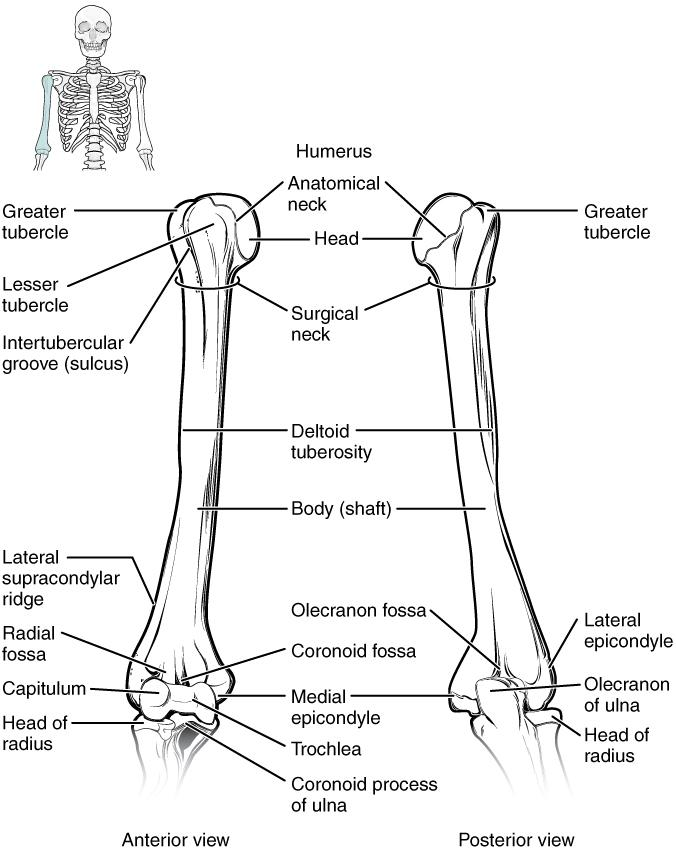 Humerus
Anatomical
neck
Greater
tubercle
Greater
tubercle
Head
Lesser
tubercle
Surgical
neck
Intertubercular
groove (sulcus)
Deltoid
tuberosity
Body (shaft)
Lateral
supracondylar
ridge
Olecranon fossa
Lateral
epicondyle
Radial
fossa
Coronoid fossa
Capitulum
Medial
epicondyle
Olecranon
of ulna
Head of
radius
Trochlea
Head of
radius
Coronoid process
of ulna
Anterior view
Posterior view